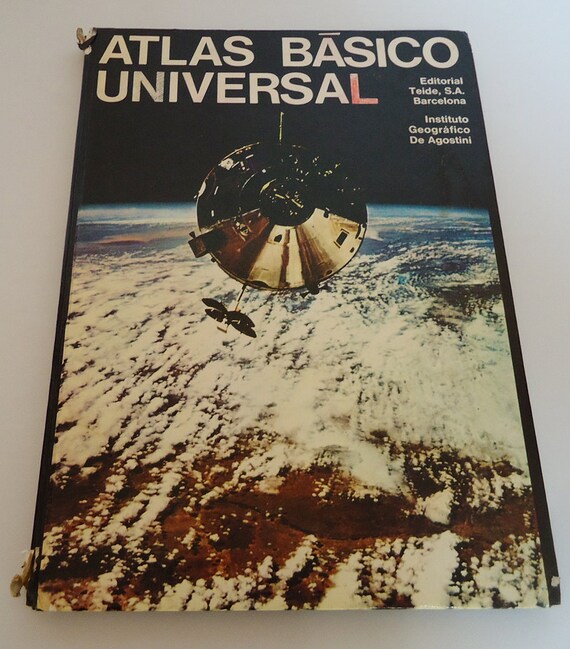 ATLAS BÁSICO
UNIVERSAL
Editorial
Teide, S.A.
Barcelona
Instituto
Geográfico
De Agostini